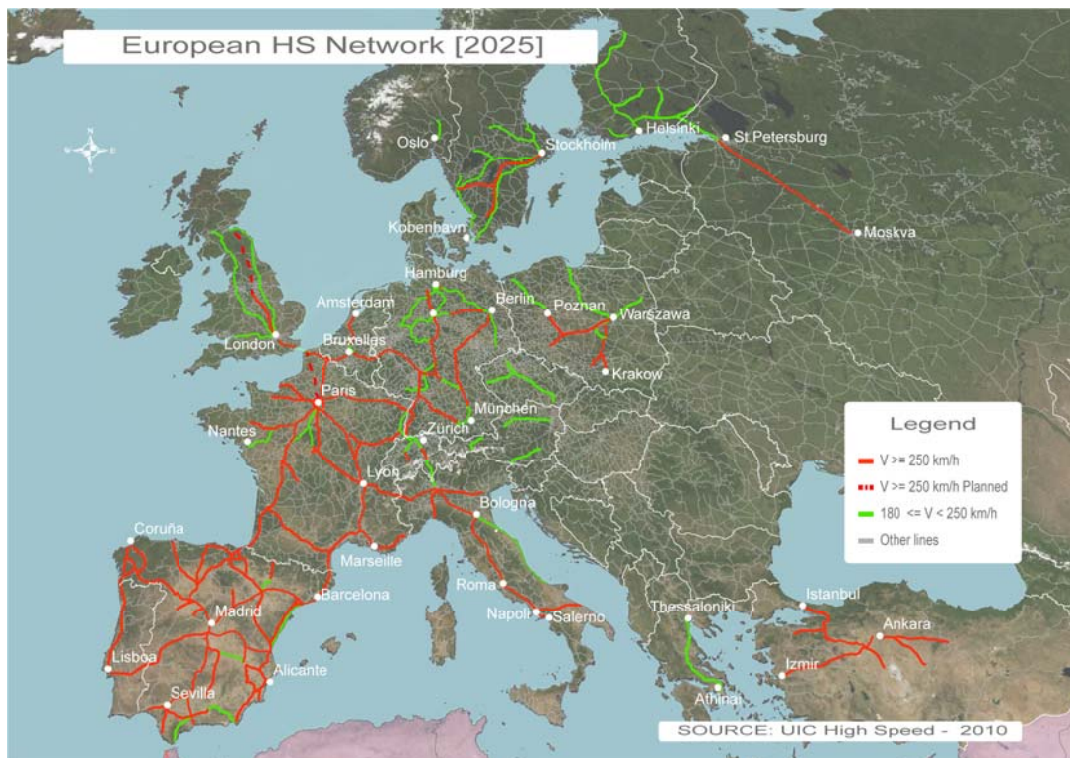 European HS Network [2025]
N
Oslo
Helsinki
St.Petersburg
Stockholm
Moskva
Kobenhavn
Hamburg
Amsterdam
Berlin
Poznan
Warszawa
London
Bruxelles
Krakow
Paris
München
Nantes
Zürich
Lyon
Bologna
Coruña
Marseille
Roma
Barcelona
Madrid
Napoli
Salerno
Thessaloniki
Istanbul
Ankara
Lisboa
Alicante
Izmir
Sevilla
Athinai
Legend
V >= 250 km/h
V >= 250 km/h Planned
180 <= V < 250 km/h
Other lines
SOURCE: UIC High Speed - 2010